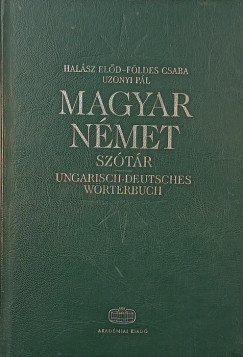 HALÁSZ ELŐD–FÖLDES CSABA
UZONYI PÁL
MAGYAR
NÉMET
SZÓTÁR
UNGARISCH-DEUTSCHES
WÖRTERBUCH
AKADÉMIAI KIADÓ